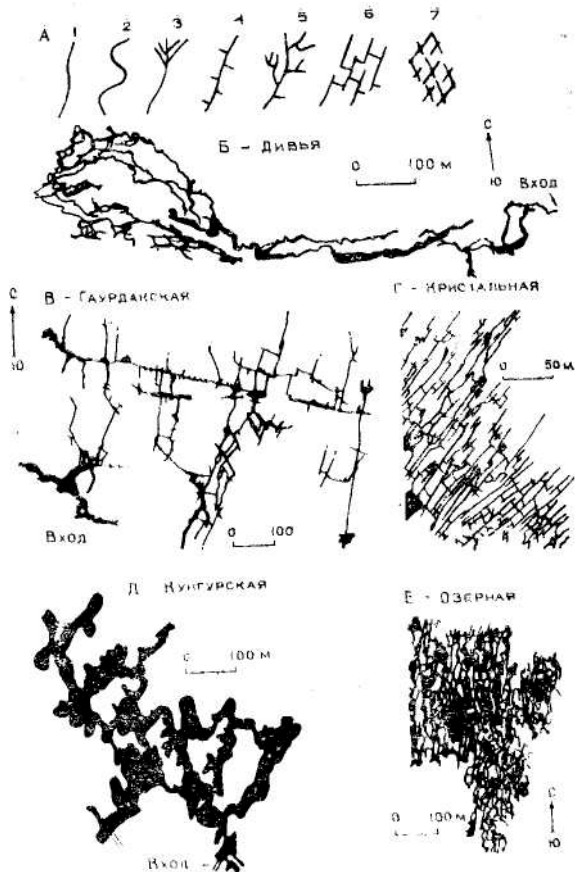 А 1 2 3 4 5 6 7
Б - Дивья
0 100 м
С
Ю
Вход
В - Гаурдакская
С
Ю
Вход
0 100
Г - Кристальная
0 50 м
Д Кунгурская
0 100 м
Вход
Е - Озерная
0 100 м
С
Ю